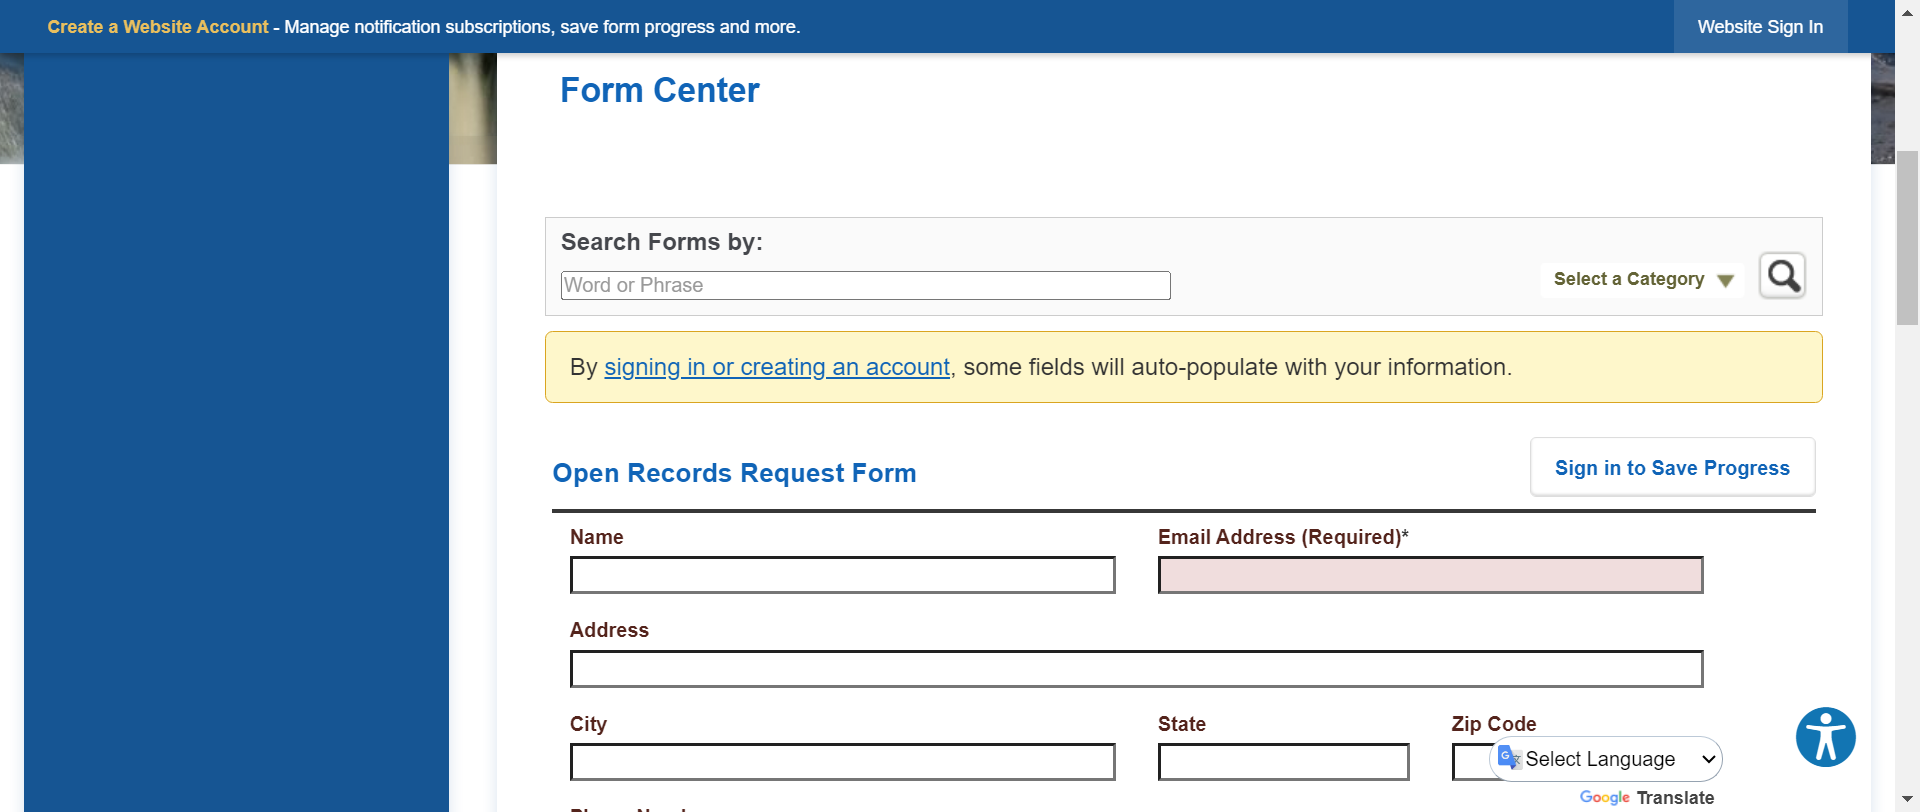 Create a Website Account - Manage notification subscriptions, save form progress and more.
Website Sign In
Form Center
Search Forms by:
Word or Phrase
Select a Category
By signing in or creating an account, some fields will auto-populate with your information.
Open Records Request Form
Sign in to Save Progress
Name
Email Address (Required)*
Address
City
State
Zip Code
Select Language
Google Translate